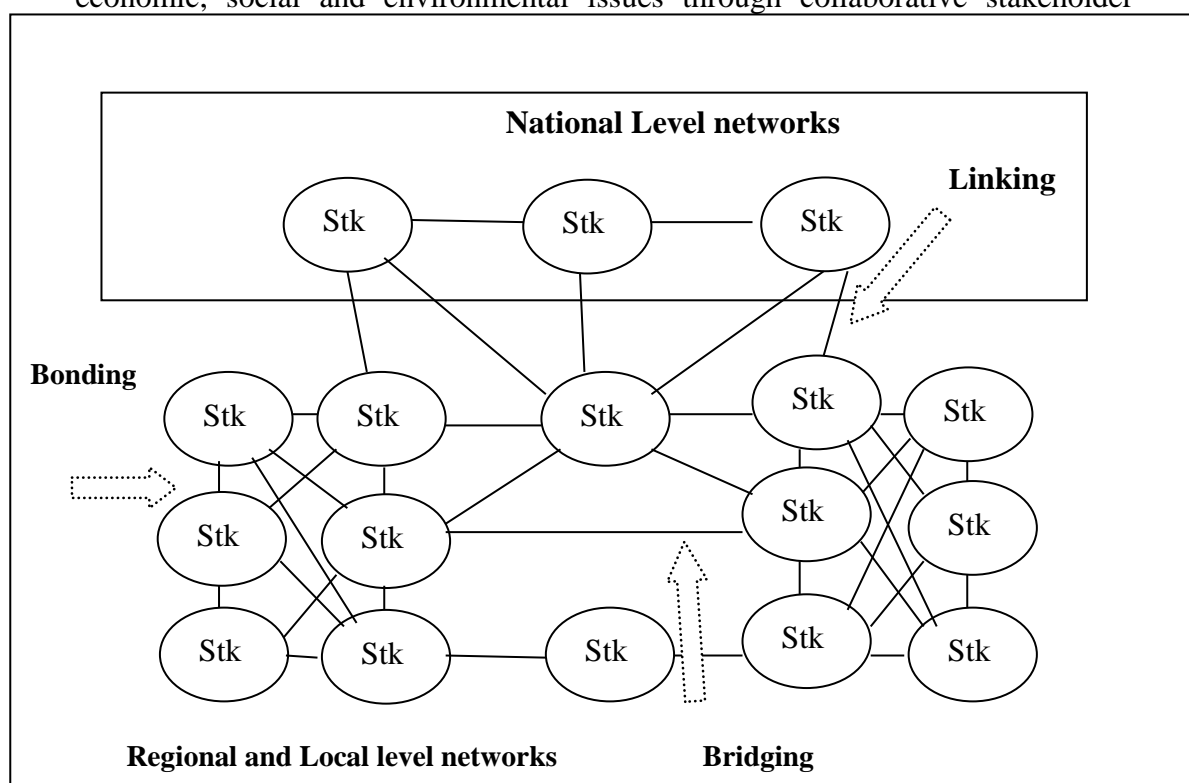 economic, social and environmental issues through collaborative stakeholder
National Level networks
Linking
Stk Stk Stk
Bonding
Stk Stk Stk Stk Stk
Stk Stk Stk Stk
Stk Stk Stk Stk Stk
Regional and Local level networks Bridging